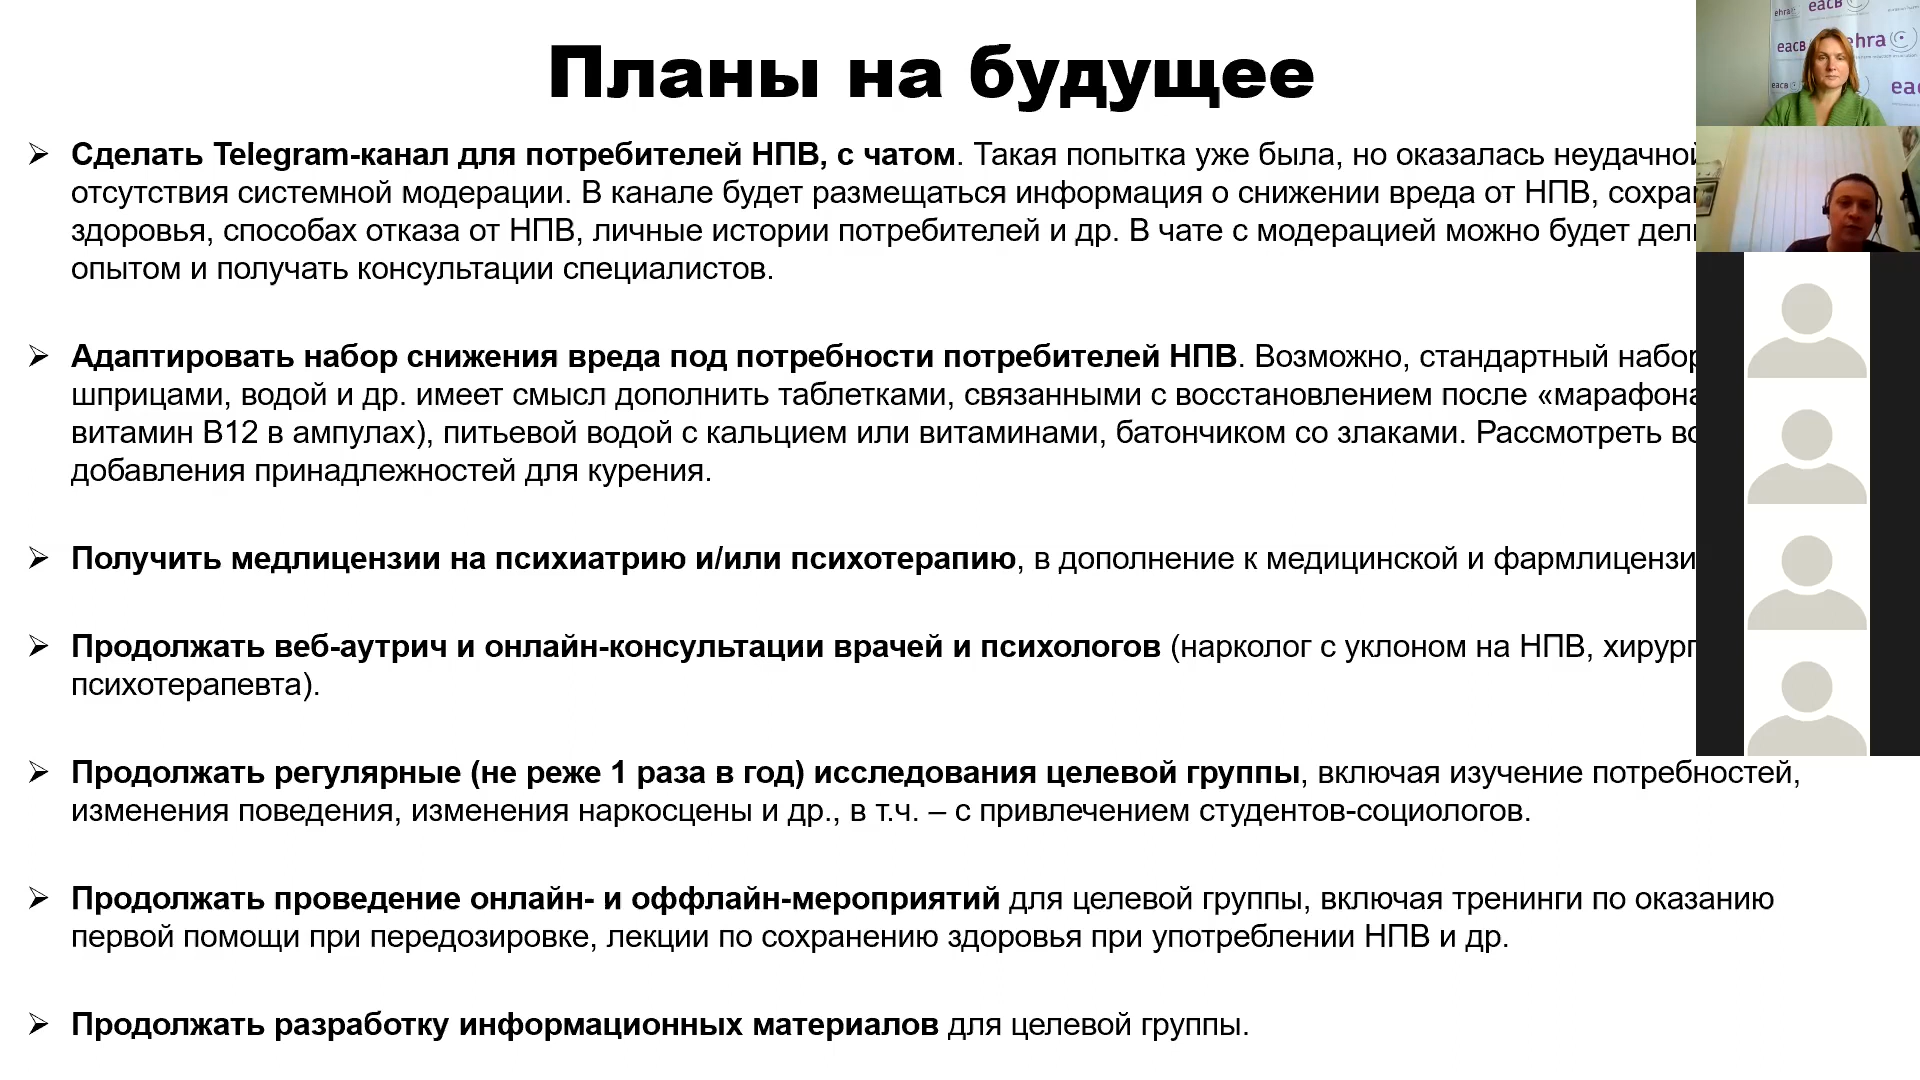 Планы на будущее
➢ Сделать Telegram-канал для потребителей НПВ, с чатом. Такая попытка уже была, но оказалась
отсутствия системной модерации. В канале будет размещаться информация о снижении вреда от НПВ,
здоровья, способах отказа от НПВ, личные истории потребителей и др. В чате с модерацией можно будет
опытом и получать консультации специалистов.
➢ Адаптировать набор снижения вреда под потребности потребителей НПВ. Возможно, стандартный набор
шприцами, водой и др. имеет смысл дополнить таблетками, связанными с восстановлением после
витамин В12 в ампулах), питьевой водой с кальцием или витаминами, батончиком со злаками. Рассмотреть
добавления принадлежностей для курения.
➢ Получить медлицензии на психиатрию и/или психотерапию, в дополнение к медицинской и
➢ Продолжать веб-аутрич и онлайн-консультации врачей и психологов (нарколог с уклоном на НПВ, хирург
психотерапевта).
➢ Продолжать регулярные (не реже 1 раза в год) исследования целевой группы, включая изучение потребностей,
изменения поведения, изменения наркосцены и др., в т.ч. – с привлечением студентов-социологов.
➢ Продолжать проведение онлайн- и оффлайн-мероприятий для целевой группы, включая тренинги по оказанию
первой помощи при передозировке, лекции по сохранению здоровья при употреблении НПВ и др.
➢ Продолжать разработку информационных материалов для целевой группы.
ehra
еасв
еасв
ehra
еасв